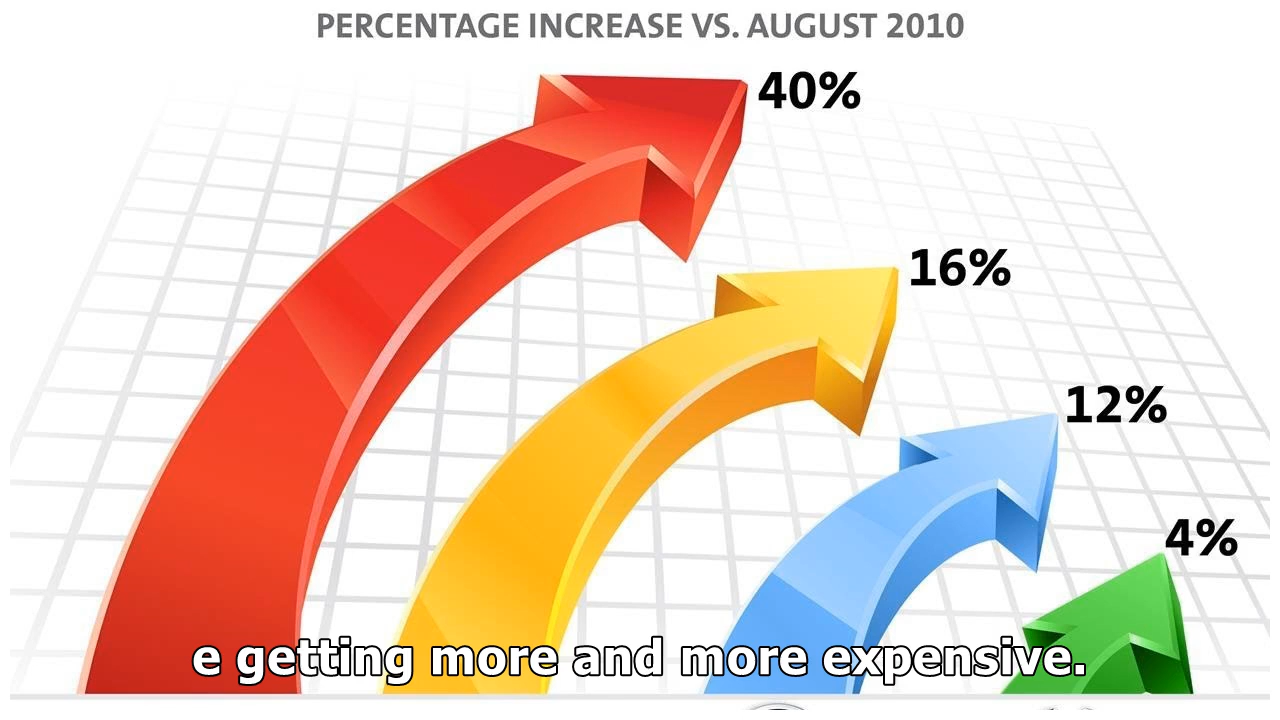 PERCENTAGE INCREASE VS. AUGUST 2010
40%
16%
12%
4%
e getting more and more expensive.